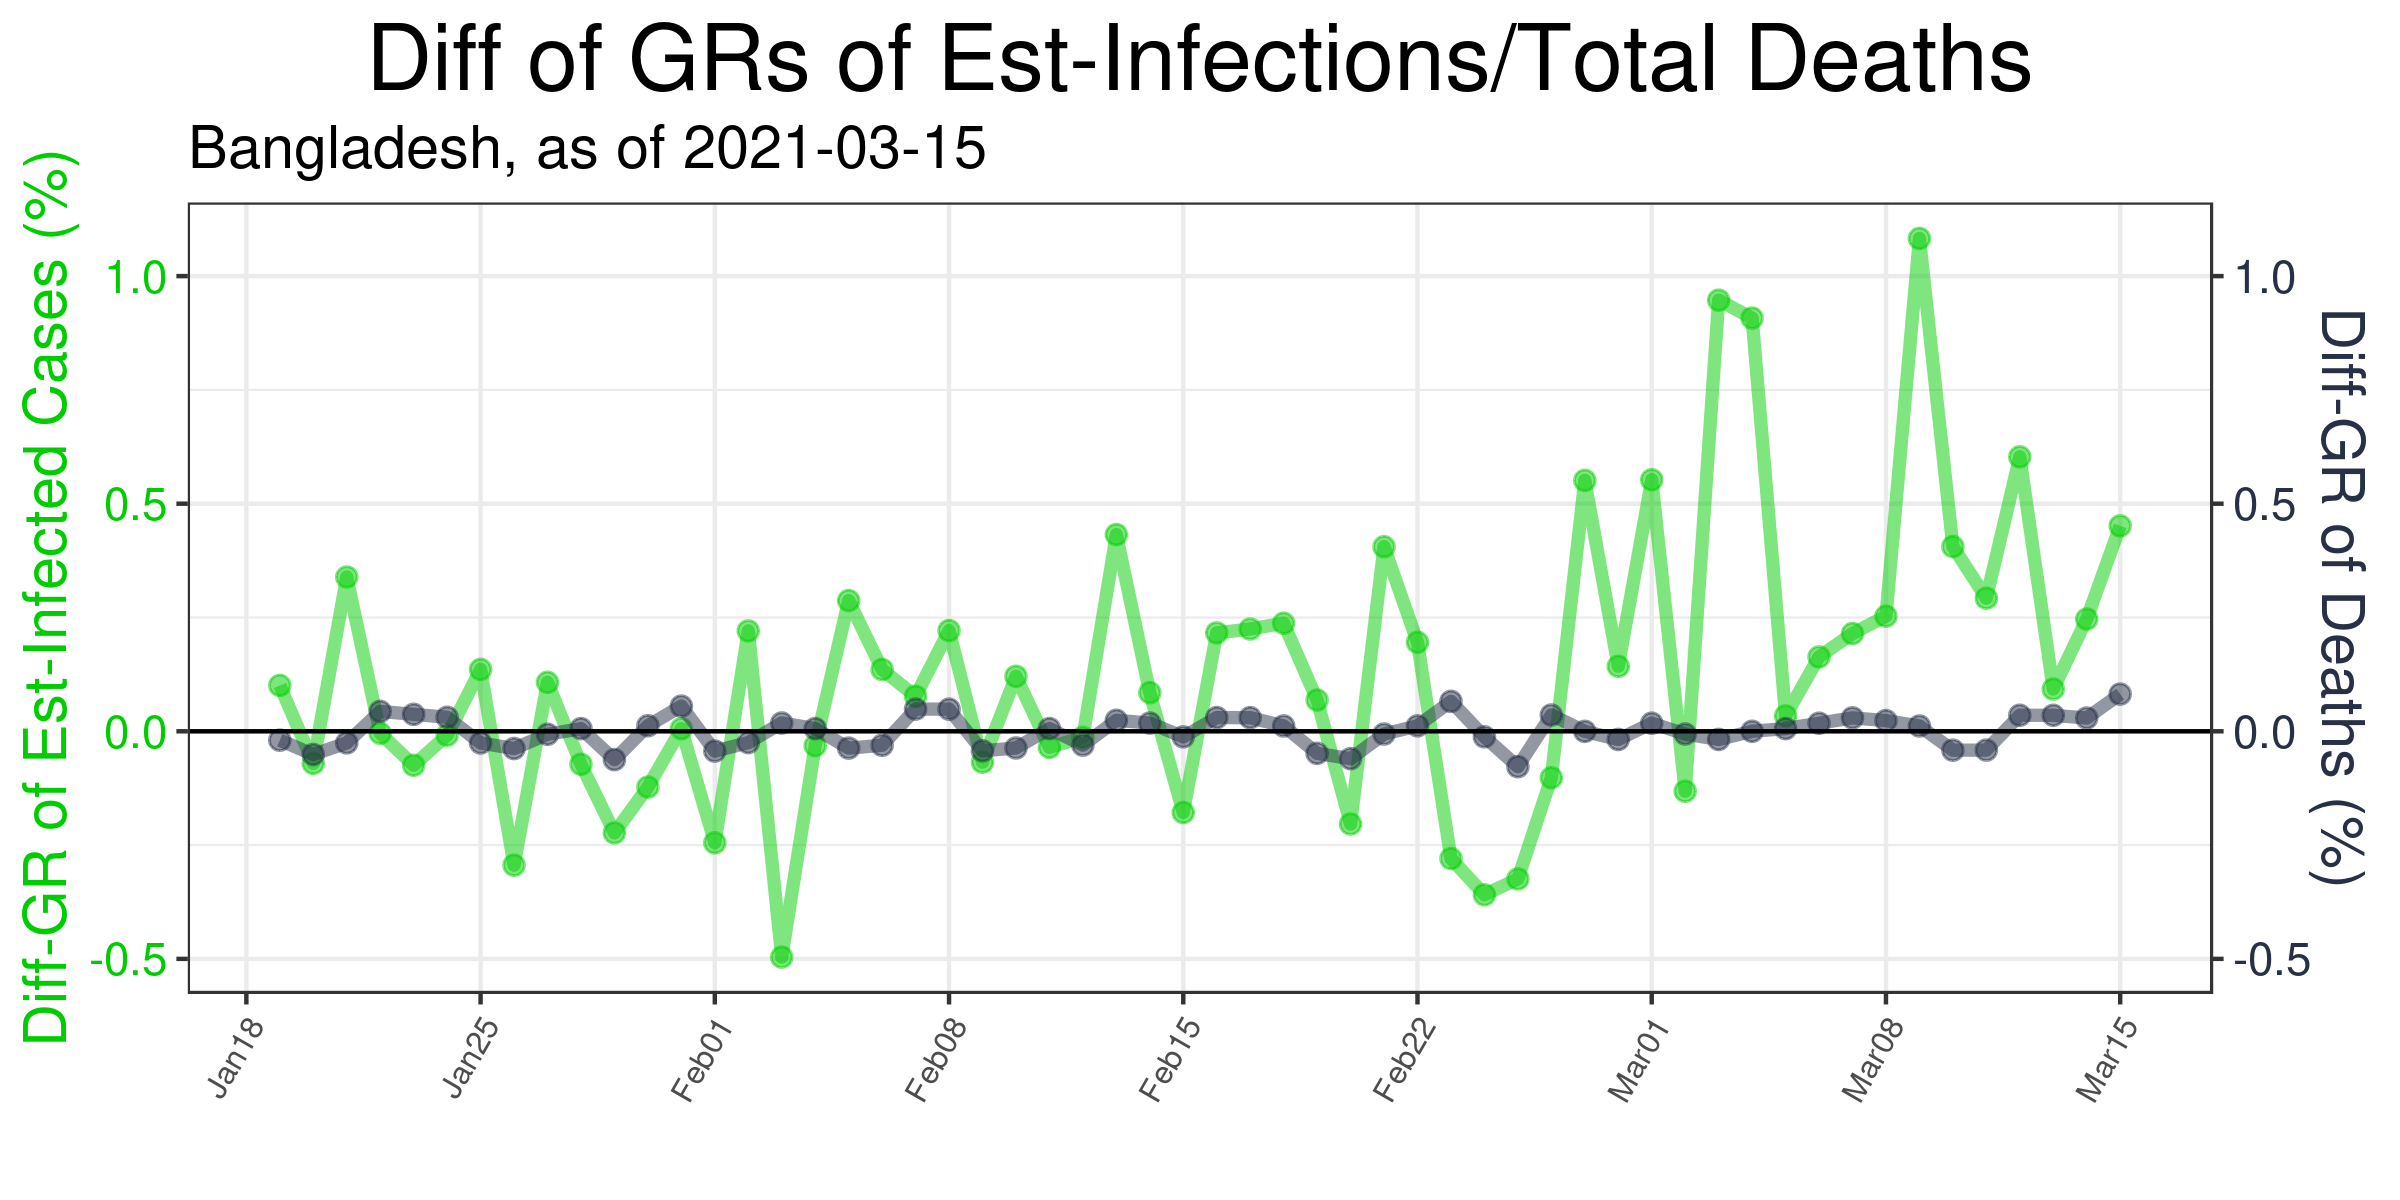 Diff of GRs of Est-Infections/Total Deaths
Bangladesh, as of 2021-03-15
Diff-GR of Est-Infected Cases (%)
1.0
0.5
0.0
-0.5
1.0
0.5
0.0
-0.5
Diff-GR of Deaths (%)
Jan18
Jan25
Feb01
Feb08
Feb15
Feb22
Mar01
Mar08
Mar15